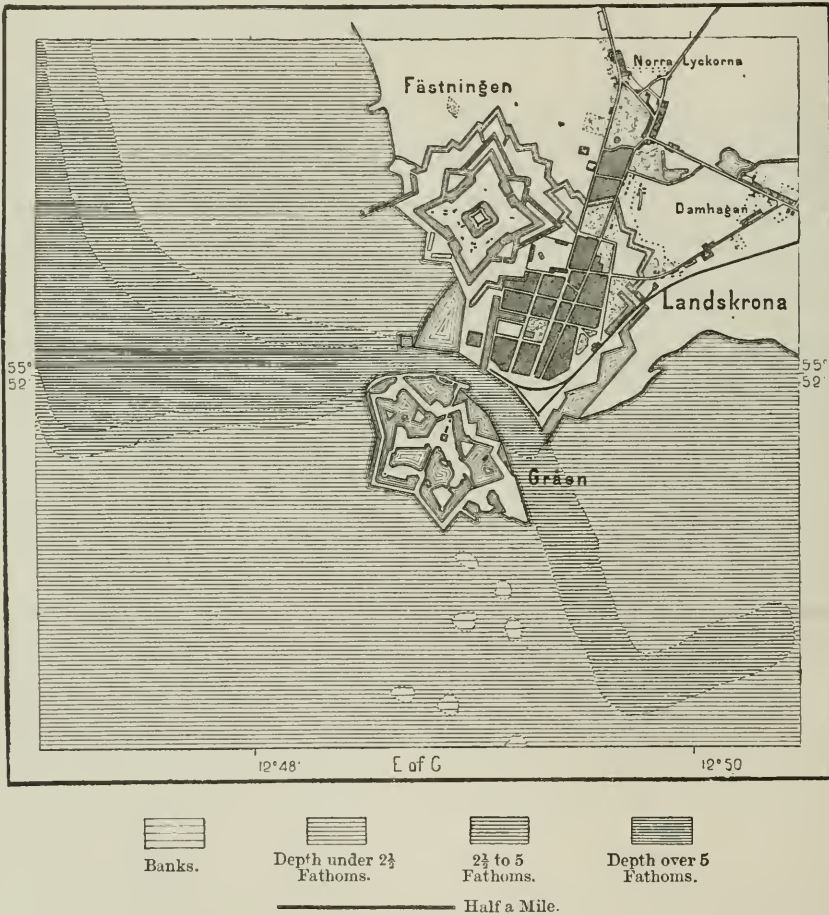 Norra Lyckorna
Fästningen
Damhagen
Landskrona
55°
52'
55°
52'
Gråen
12°48'
E of G
12°50
Banks.
Depth under 2½
Fathoms.
2½ to 5
Fathoms.
Depth over 5
Fathoms.
Half a Mile.